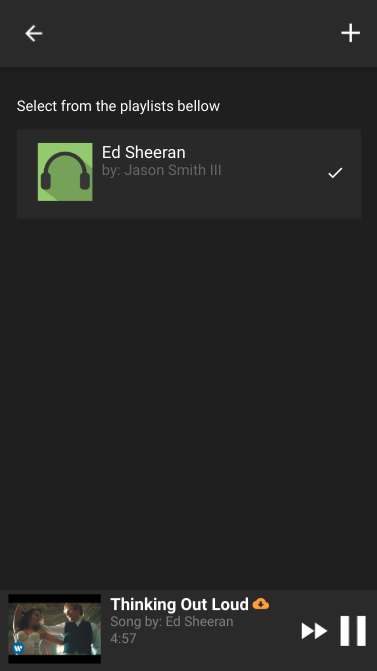 Select from the playlists bellow
Ed Sheeran
by: Jason Smith III
Thinking Out Loud
Song by: Ed Sheeran
4:57